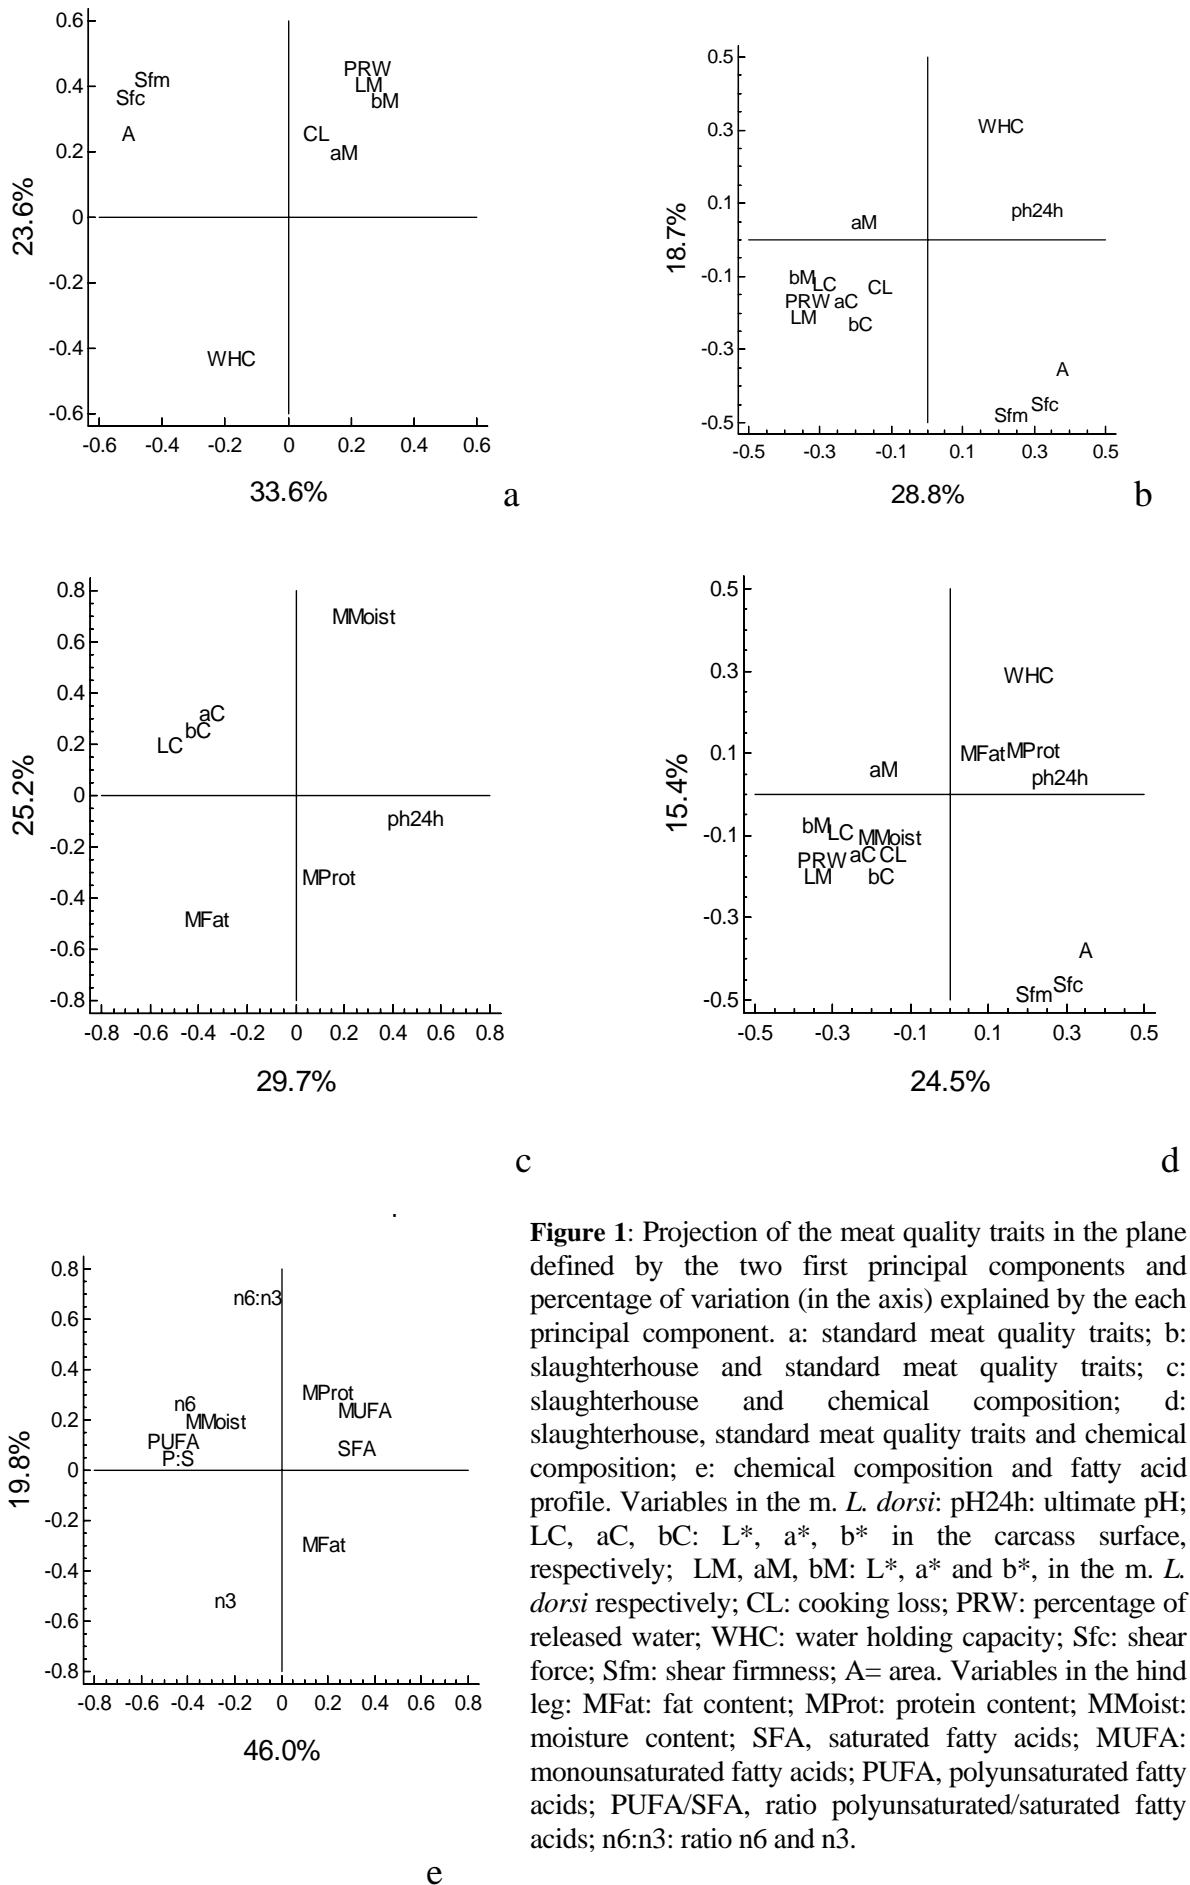 0.6
0.4
0.2
0
-0.2
-0.4
-0.6
23.6%
Sfm
Sfc
A
PRW
LM
bM
CL
aM
WHC
-0.6 -0.4 -0.2 0 0.2 0.4 0.6
33.6%
a
0.5
0.3
0.1
-0.1
-0.3
-0.5
18.7%
WHC
ph24h
aM
bM
LC
CL
PRW
aC
LM
bC
A
Sfc
Sfm
-0.5 -0.3 -0.1 0.1 0.3 0.5
28.8%
b
0.8
0.6
0.4
0.2
0
-0.2
-0.4
-0.6
-0.8
25.2%
MMoist
aC
bC
LC
ph24h
MProt
MFat
-0.8 -0.6 -0.4 -0.2 0 0.2 0.4 0.6 0.8
29.7%
c
0.5
0.3
0.1
-0.1
-0.3
-0.5
15.4%
WHC
MFat MProt
ph24h
aM
bM
LC
MMoist
PRW
aC CL
LM
bC
A
Sfc
Sfm
-0.5 -0.3 -0.1 0.1 0.3 0.5
24.5%
d
.
0.8
0.6
0.4
0.2
0
-0.2
-0.4
-0.6
-0.8
19.8%
n6:n3
MProt
n6
MUFA
MMoist
PUFA
SFA
P:S
MFat
n3
-0.8 -0.6 -0.4 -0.2 0 0.2 0.4 0.6 0.8
46.0%
e
Figure 1: Projection of the meat quality traits in the plane
defined by the two first principal components and
percentage of variation (in the axis) explained by the each
principal component. a: standard meat quality traits; b:
slaughterhouse and standard meat quality traits; c:
slaughterhouse and chemical composition; d:
slaughterhouse, standard meat quality traits and chemical
composition; e: chemical composition and fatty acid
profile. Variables in the m. L. dorsi: pH24h: ultimate pH;
LC, aC, bC: L*, a*, b* in the carcass surface,
respectively; LM, aM, bM: L*, a* and b*, in the m. L.
dorsi respectively; CL: cooking loss; PRW: percentage of
released water; WHC: water holding capacity; Sfc: shear
force; Sfm: shear firmness; A= area. Variables in the hind
leg: MFat: fat content; MProt: protein content; MMoist:
moisture content; SFA, saturated fatty acids; MUFA:
monounsaturated fatty acids; PUFA, polyunsaturated fatty
acids; PUFA/SFA, ratio polyunsaturated/saturated fatty
acids; n6:n3: ratio n6 and n3.